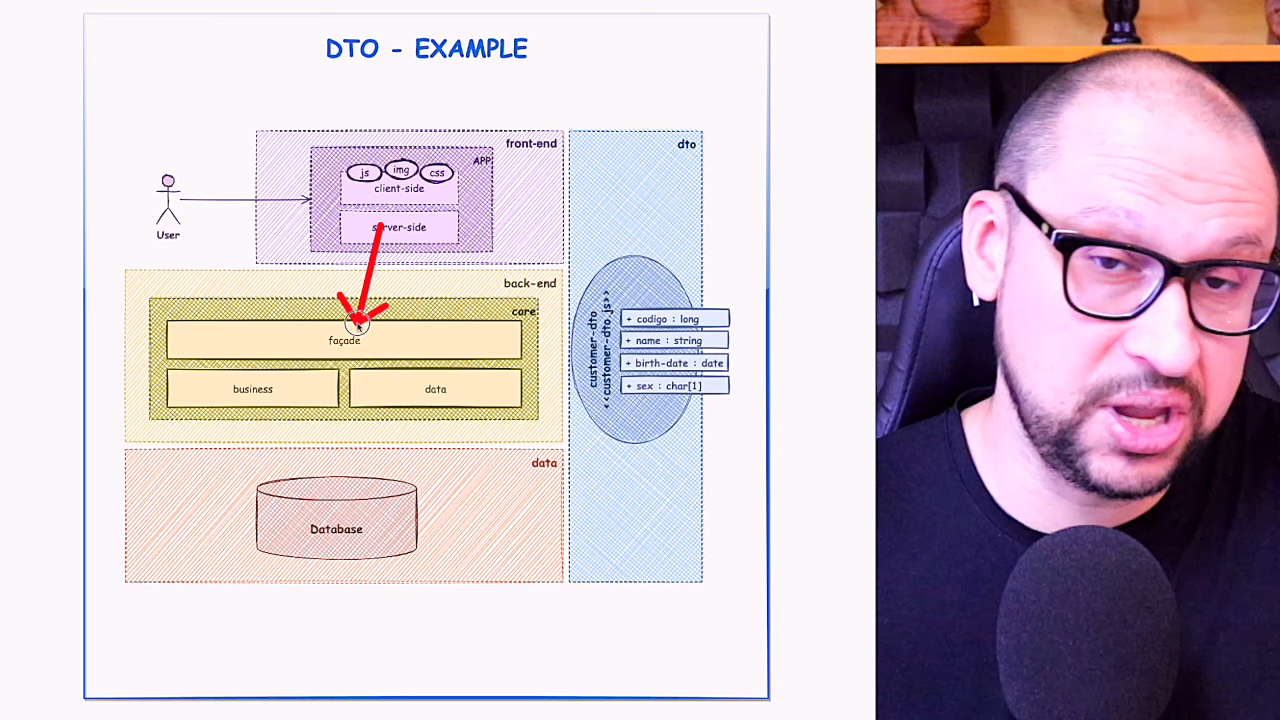 DTO - EXAMPLE
front-end
dto
APP
js
img
css
client-side
server-side
User
back-end
core
façade
business
data
customer-dto
<<customer-dto.js>>
+ codigo : long
+ name : string
+ birth-date : date
+ sex : char[1]
data
Database